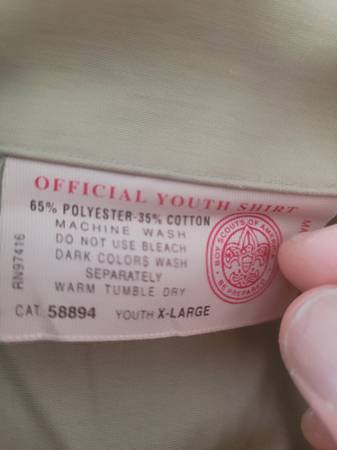 OFFICIAL YOUTH SHIRT
65% POLYESTER-35% COTTON
MACHINE WASH
DO NOT USE BLEACH
DARK COLORS WASH
SEPARATELY
WARM TUMBLE DRY
CAT 58894 YOUTH X-LARGE
RN97416
BOY SCOUTS OF AMERICA
BE PREPARED